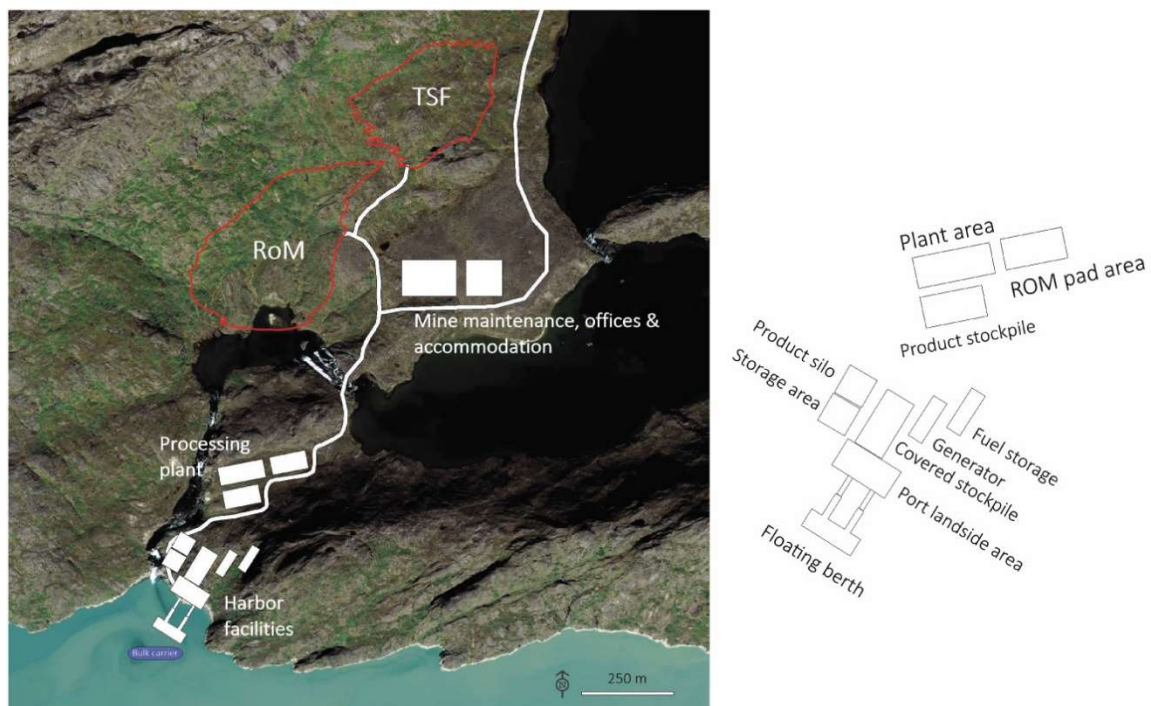 TSF
RoM
Mine maintenance, offices &
accommodation
Processing
plant
Harbor
facilities
Bulk carrier
N
250 m
Plant area
ROM pad area
Product stockpile
Product silo
Storage area
Fuel storage
Generator
Covered stockpile
Port landside area
Floating berth